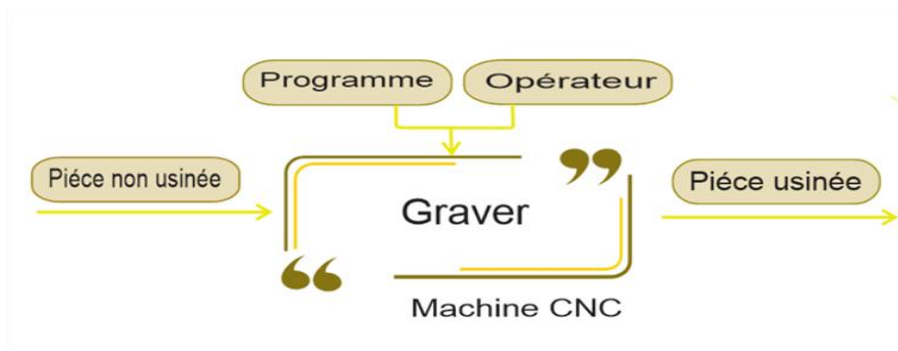 Programme
Opérateur
Piéce non usinée
Graver
Piéce usinée
Machine CNC